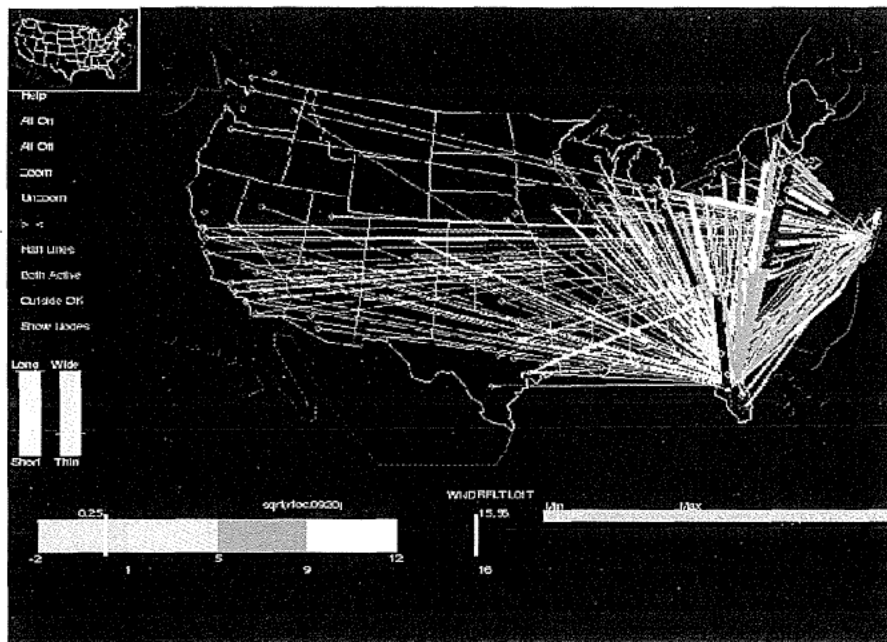 Help
All On
All Off
Zoom
Unzoom
> <
Half Lines
Both Active
Outside OK
Show Nodes
Long Wide
Short Thin
0.25
-2 5 9 12
1 16
15.95
Min Max